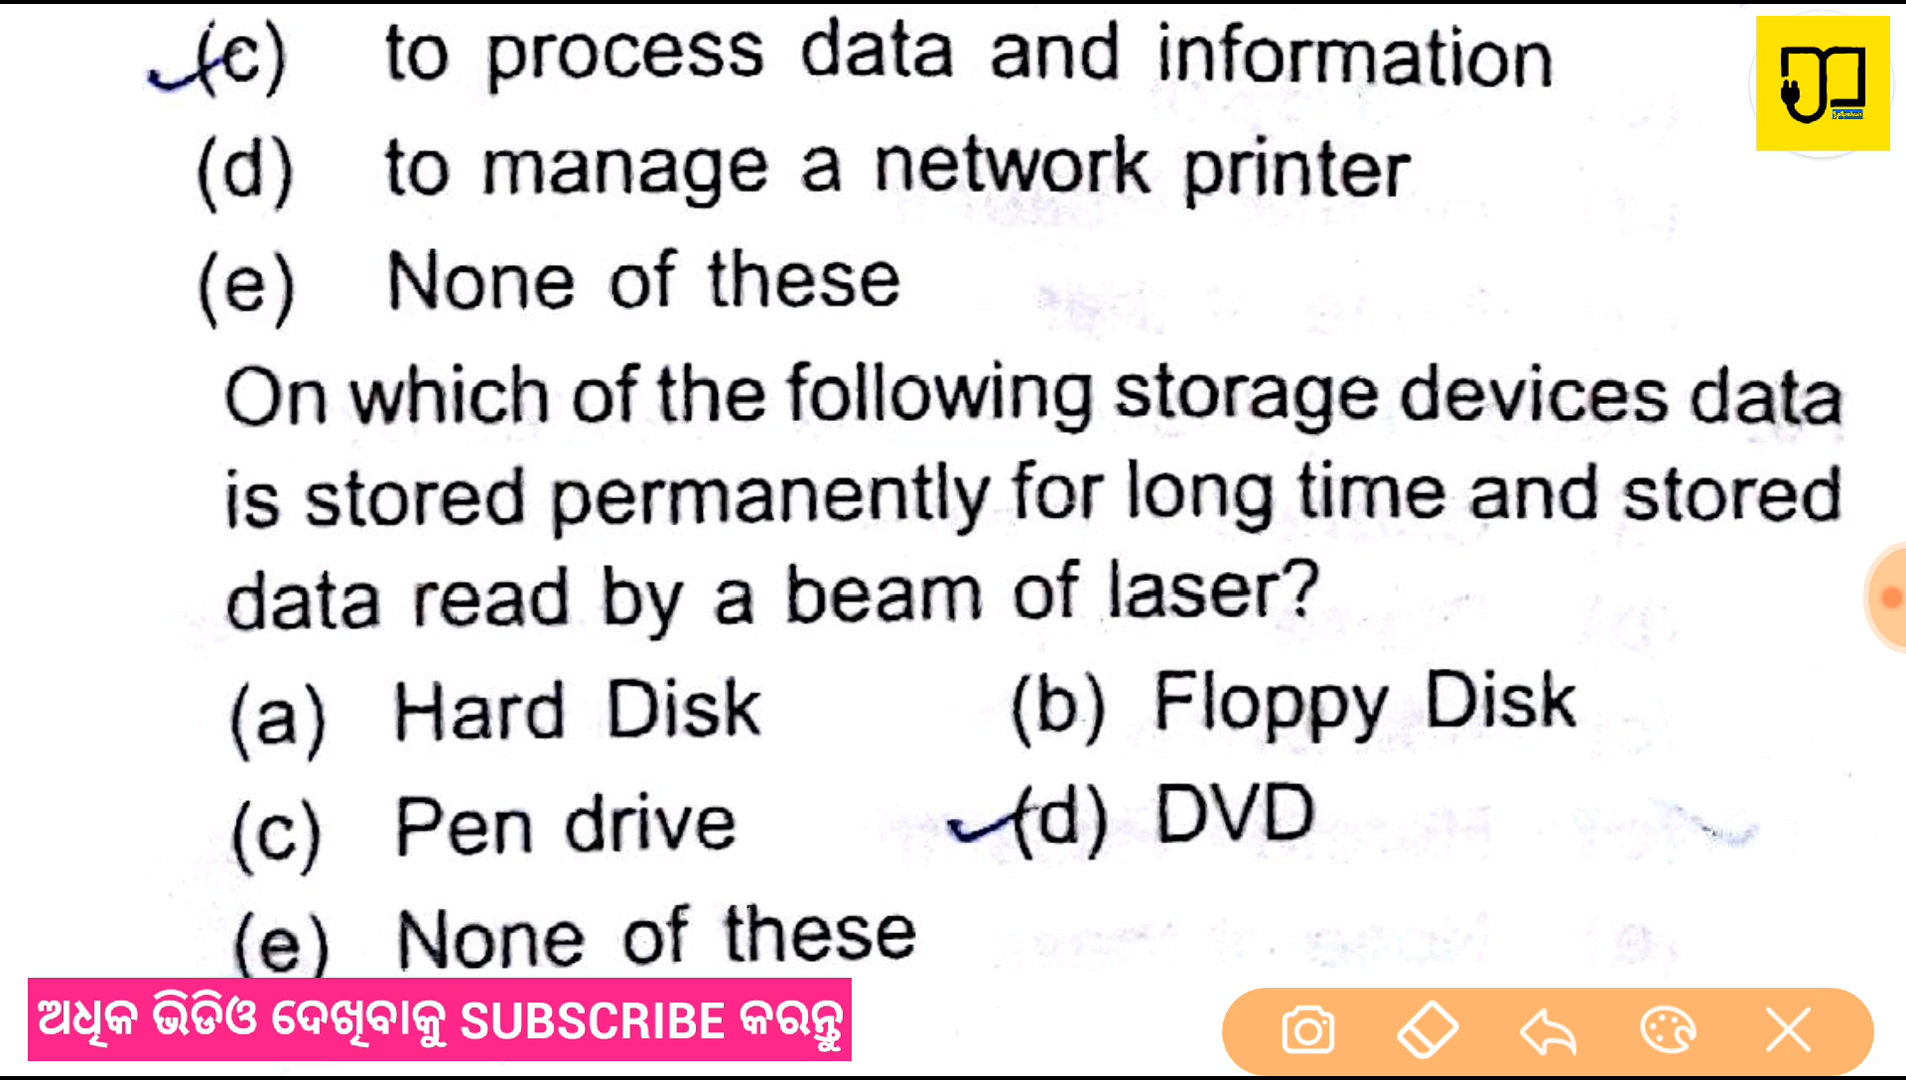 (c) to process data and information
(d) to manage a network printer
(e) None of these
On which of the following storage devices data
is stored permanently for long time and stored
data read by a beam of laser?
(a) Hard Disk (b) Floppy Disk
(c) Pen drive (d) DVD
(e) None of these
ଅଧିକ ଭିଡିଓ ଦେଖିବାକୁ SUBSCRIBE କରନ୍ତୁ